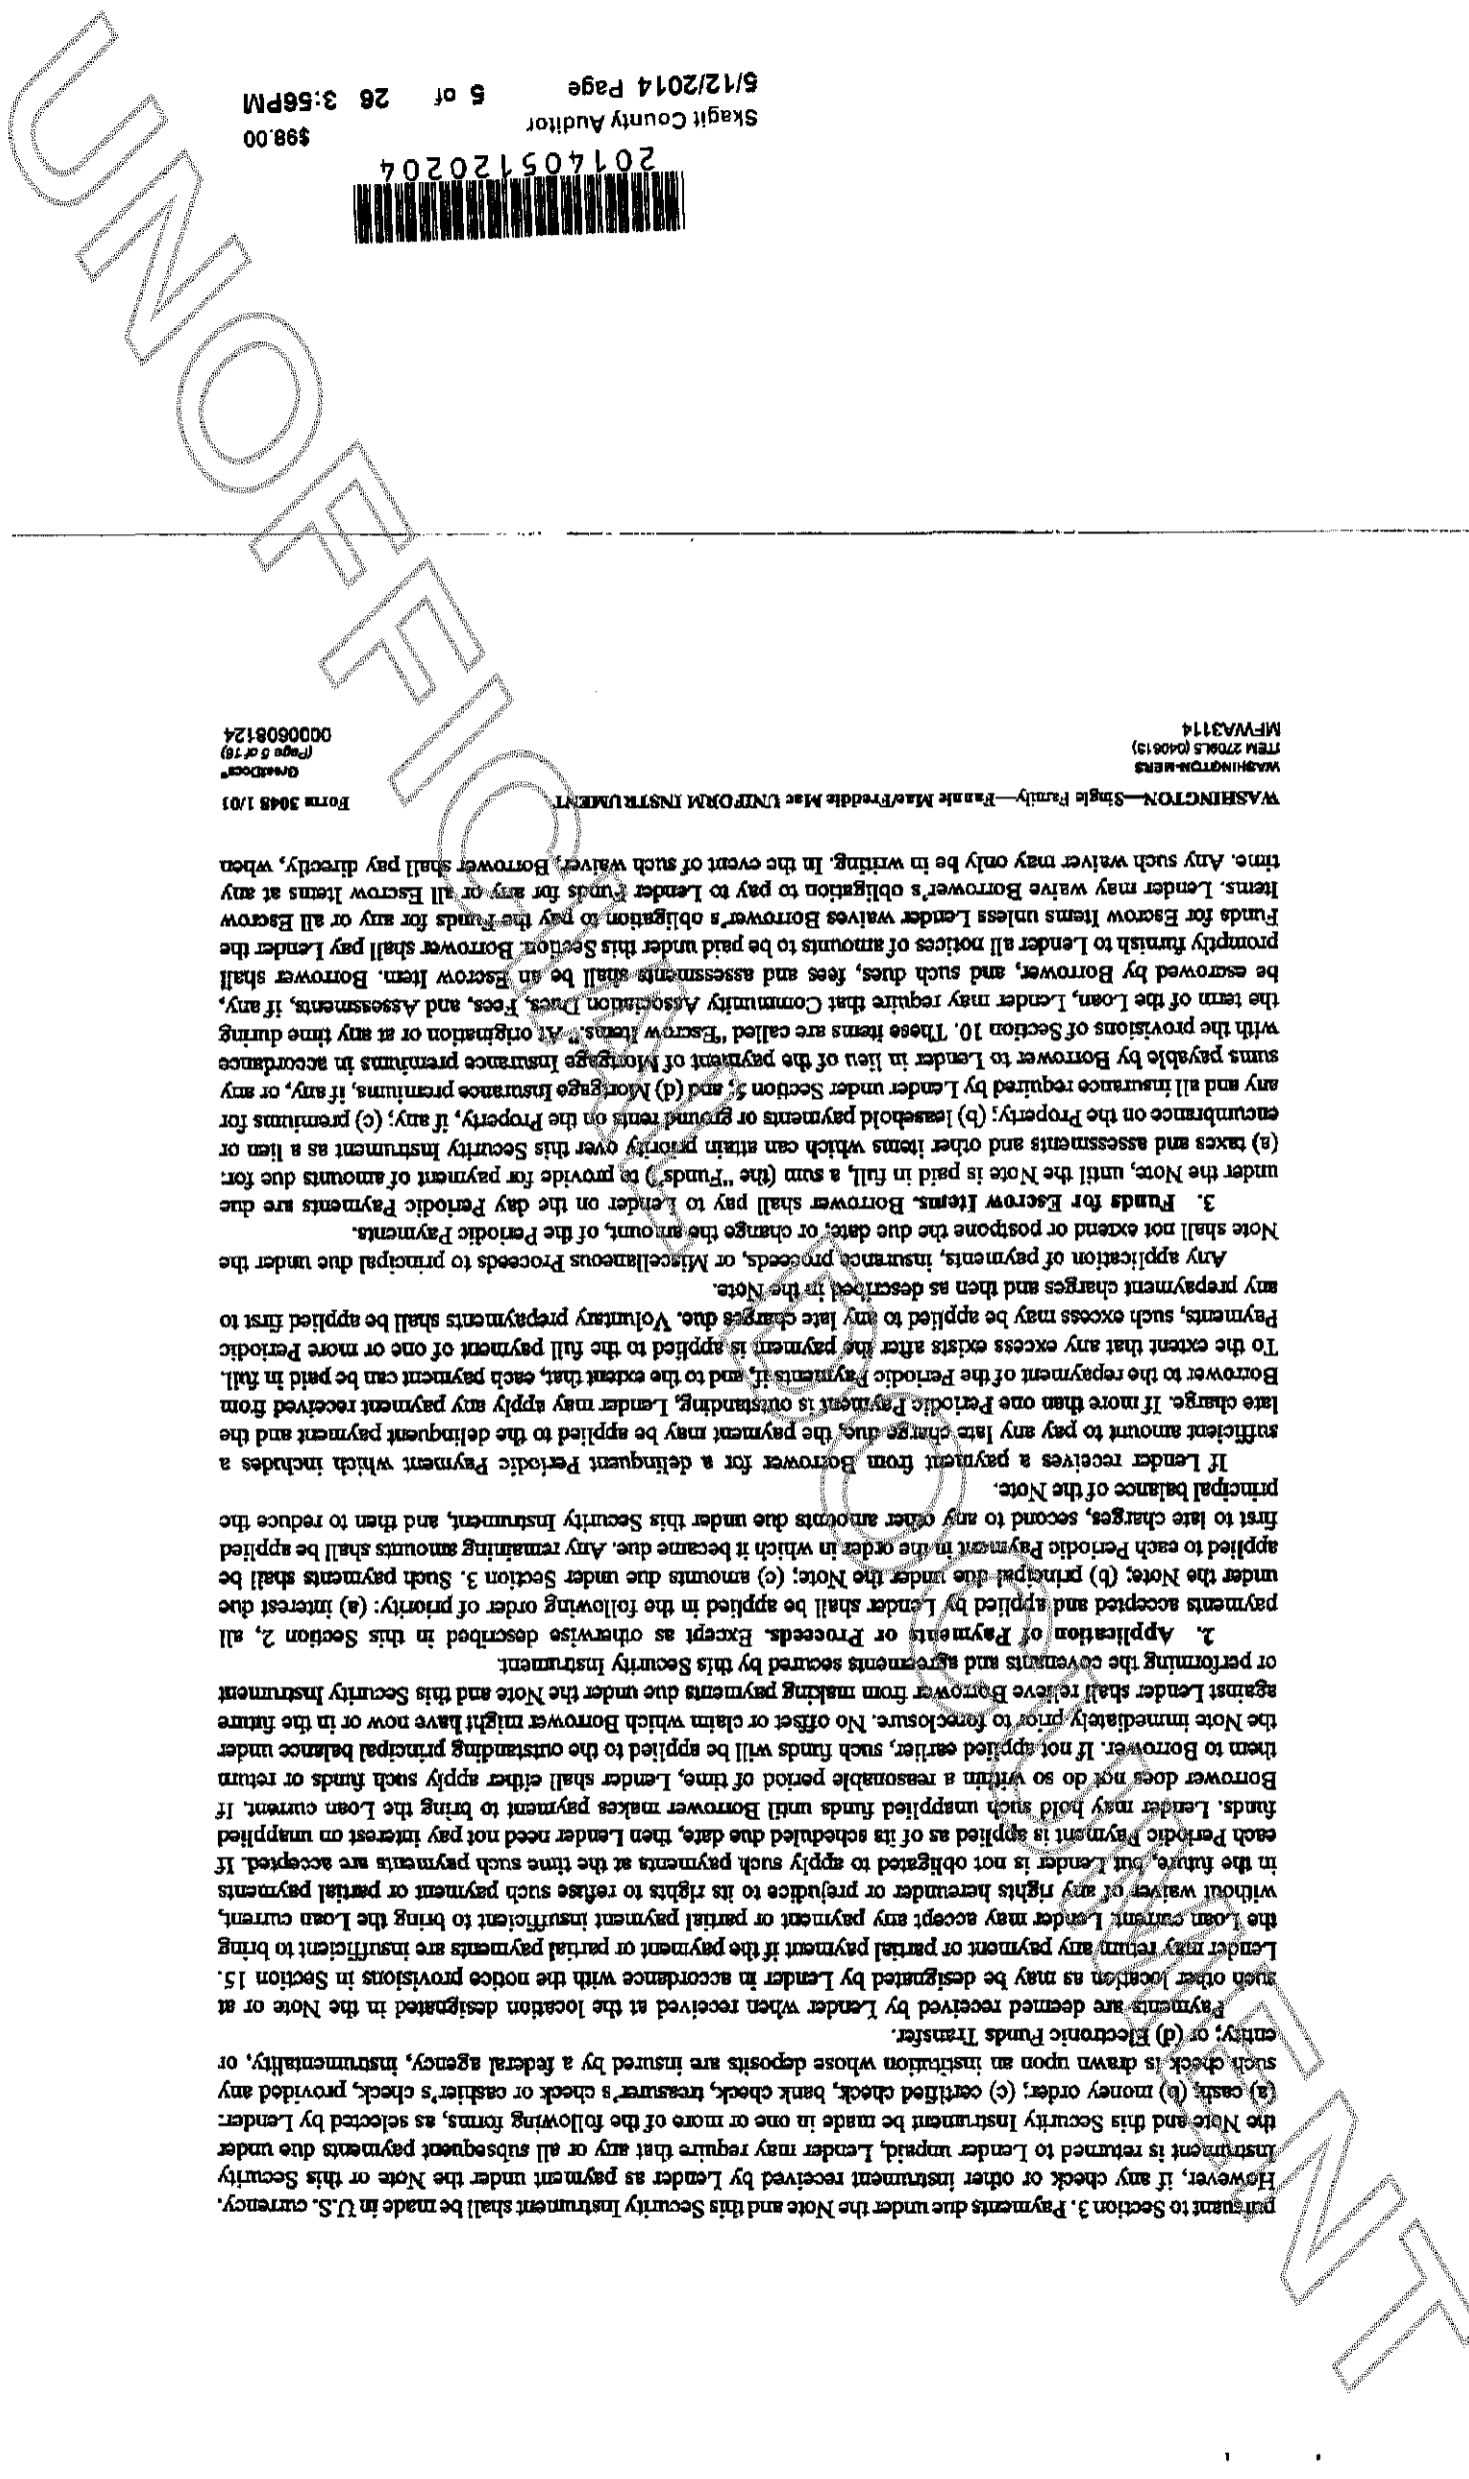 pursuant to Section 3. Payments due under the Note and this Security Instrument shall be made in U.S. currency.
However, if any check or other instrument received by Lender as payment under the Note or this Security
Instrument is returned to Lender unpaid, Lender may require that any or all subsequent payments due under
the Note and this Security Instrument be made in one or more of the following forms, as selected by Lender:
(a) cash; (b) money order; (c) certified check, bank check, treasurer's check or cashier's check, provided any
such check is drawn upon an institution whose deposits are insured by a federal agency, instrumentality, or
entity; or (d) Electronic Funds Transfer.
Payments are deemed received by Lender when received at the location designated in the Note or at
such other location as may be designated by Lender in accordance with the notice provisions in Section 15.
Lender may return any payment or partial payment if the payment or partial payments are insufficient to bring
the Loan current. Lender may accept any payment or partial payment insufficient to bring the Loan current,
without waiver of any rights hereunder or prejudice to its rights to refuse such payment or partial payments
in the future, but Lender is not obligated to apply such payments at the time such payments are accepted. If
each Periodic Payment is applied as of its scheduled due date, then Lender need not pay interest on unapplied
funds. Lender may hold such unapplied funds until Borrower makes payment to bring the Loan current. If
Borrower does not do so within a reasonable period of time, Lender shall either apply such funds or return
them to Borrower. If not applied earlier, such funds will be applied to the outstanding principal balance under
the Note immediately prior to foreclosure. No offset or claim which Borrower might have now or in the future
against Lender shall relieve Borrower from making payments due under the Note and this Security Instrument
or performing the covenants and agreements secured by this Security Instrument.
2. Application of Payments or Proceeds. Except as otherwise described in this Section 2, all
payments accepted and applied by Lender shall be applied in the following order of priority: (a) interest due
under the Note; (b) principal due under the Note; (c) amounts due under Section 3. Such payments shall be
applied to each Periodic Payment in the order in which it became due. Any remaining amounts shall be applied
first to late charges, second to any other amounts due under this Security Instrument, and then to reduce the
principal balance of the Note.
If Lender receives a payment from Borrower for a delinquent Periodic Payment which includes a
sufficient amount to pay any late charge due, the payment may be applied to the delinquent payment and the
late charge. If more than one Periodic Payment is outstanding, Lender may apply any payment received from
Borrower to the repayment of the Periodic Payments if, and to the extent that, each payment can be paid in full.
To the extent that any excess exists after the payment is applied to the full payment of one or more Periodic
Payments, such excess may be applied to any late charges due. Voluntary prepayments shall be applied first to
any prepayment charges and then as described in the Note.
Any application of payments, insurance proceeds, or Miscellaneous Proceeds to principal due under the
Note shall not extend or postpone the due date, or change the amount, of the Periodic Payments.
3. Funds for Escrow Items. Borrower shall pay to Lender on the day Periodic Payments are due
under the Note, until the Note is paid in full, a sum (the "Funds") to provide for payment of amounts due for:
(a) taxes and assessments and other items which can attain priority over this Security Instrument as a lien or
encumbrance on the Property; (b) leasehold payments or ground rents on the Property, if any; (c) premiums for
any and all insurance required by Lender under Section 5; and (d) Mortgage Insurance premiums, if any, or any
sums payable by Borrower to Lender in lieu of the payment of Mortgage Insurance premiums in accordance
with the provisions of Section 10. These items are called "Escrow Items." At origination or at any time during
the term of the Loan, Lender may require that Community Association Dues, Fees, and Assessments, if any,
be escrowed by Borrower, and such dues, fees and assessments shall be an Escrow Item. Borrower shall
promptly furnish to Lender all notices of amounts to be paid under this Section. Borrower shall pay Lender the
Funds for Escrow Items unless Lender waives Borrower's obligation to pay the Funds for any or all Escrow
Items. Lender may waive Borrower's obligation to pay to Lender Funds for any or all Escrow Items at any
time. Any such waiver may only be in writing. In the event of such waiver, Borrower shall pay directly, when
WASHINGTON—Single Family—Fannie Mae/Freddie Mac UNIFORM INSTRUMENT Form 3048 1/01
WASHINGTON-MERS GreatDocs®
ITEM 2709L5 (040613) (Page 5 of 16)
MFWA3114 0000608124
201405120204
Skagit County Auditor $98.00
5/12/2014 Page 5 of 26 3:56PM
UNOFFICIAL DOCUMENT